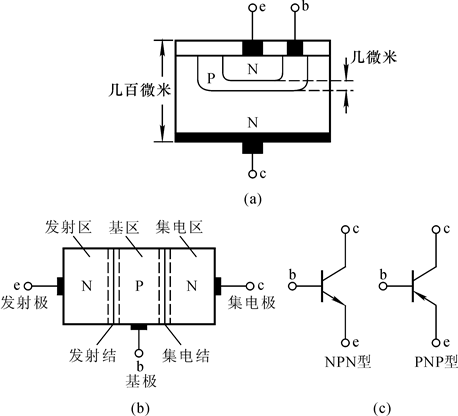 e b
几微米
N
P
几百微米
N
c
(a)
发射区 基区 集电区
c c
e N P N c b b
发射极 集电极
e e
发射结 b 集电结 NPN型 PNP型
基极
(b) (c)